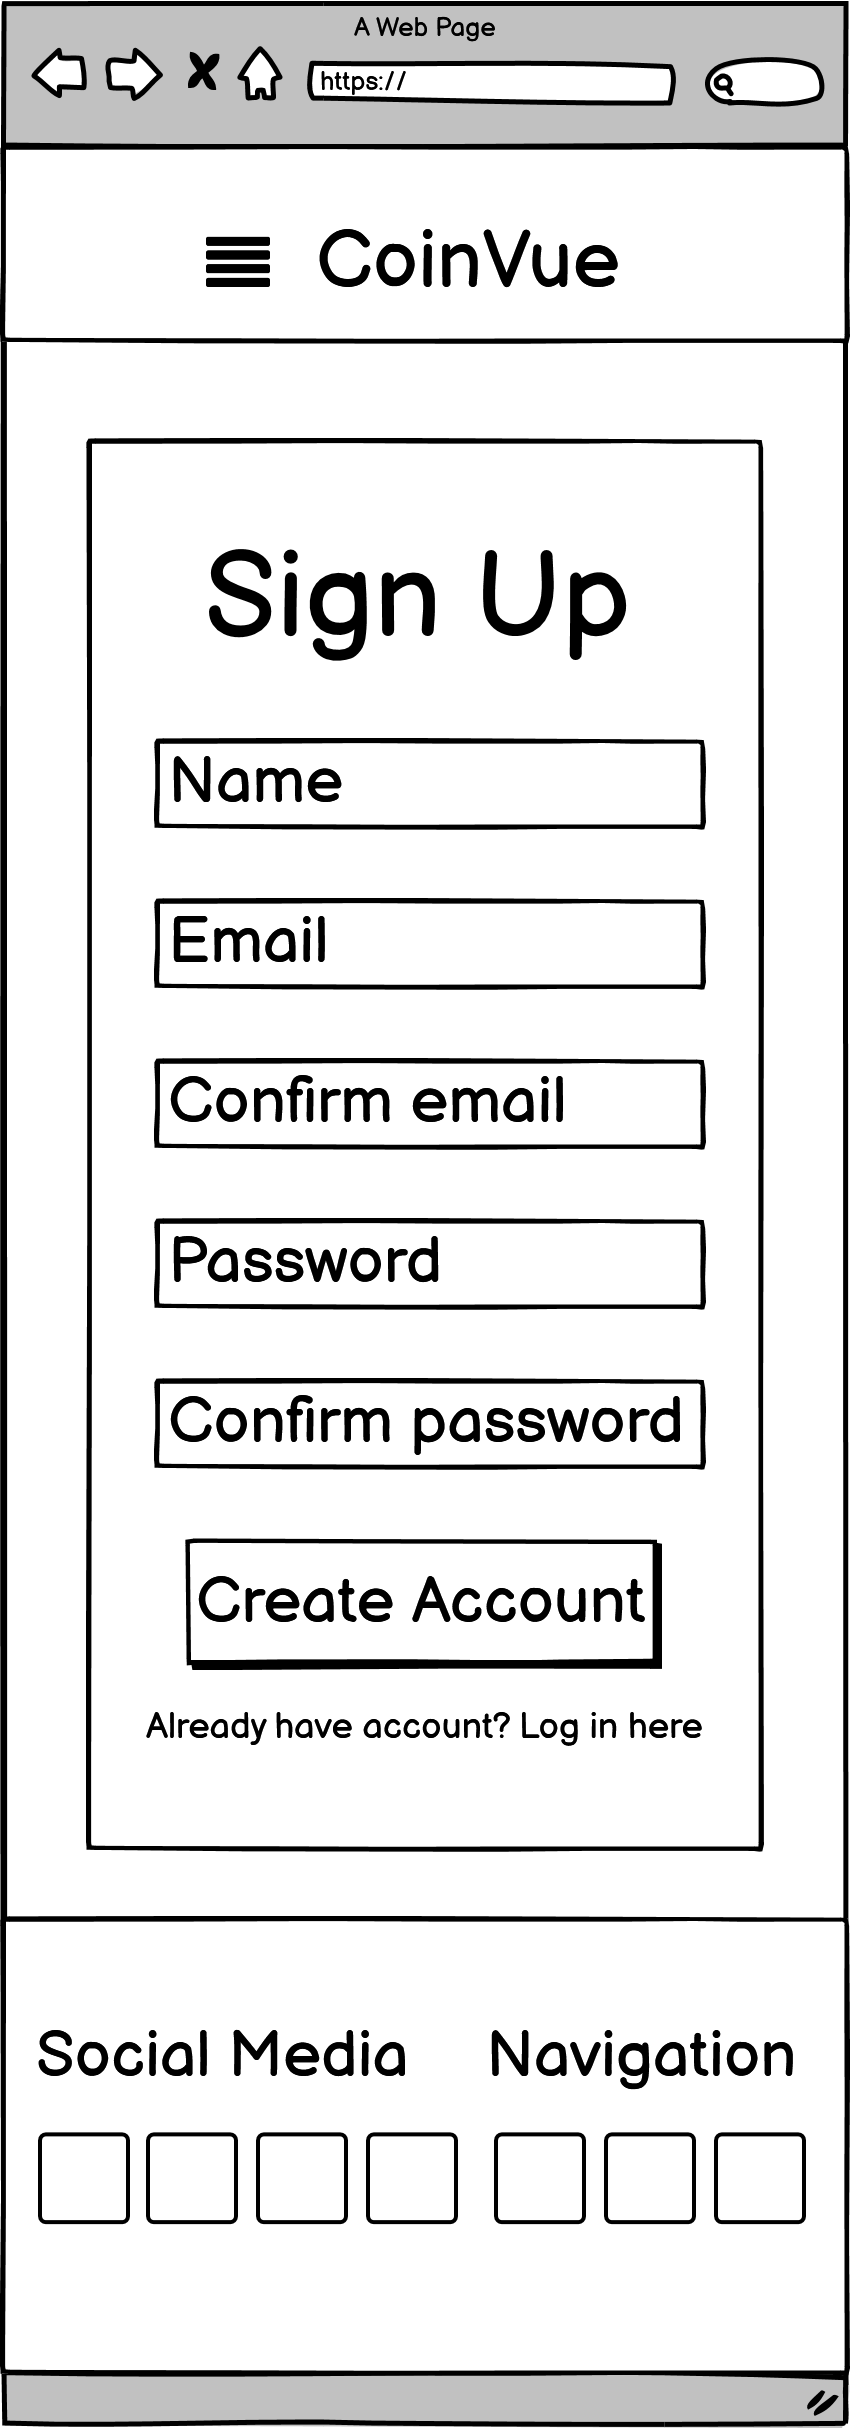 A Web Page
https://
CoinVue
Sign Up
Name
Email
Confirm email
Password
Confirm password
Create Account
Already have account? Log in here
Social Media
Navigation